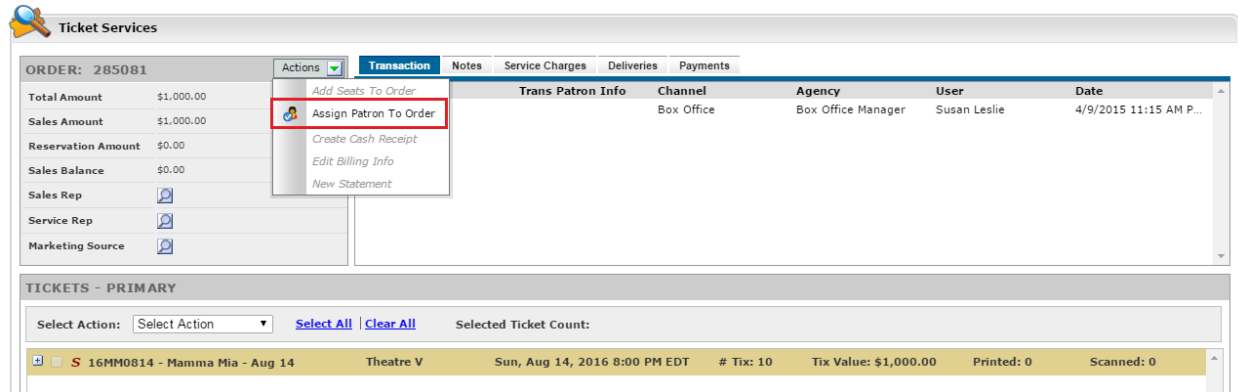 Ticket Services
ORDER: 285081
Actions
Transaction Notes Service Charges Deliveries Payments
Add Seats To Order
Assign Patron To Order
Create Cash Receipt
Edit Billing Info
New Statement
Trans Patron Info Channel Agency User Date
Box Office Box Office Manager Susan Leslie 4/9/2015 11:15 AM P...
Total Amount $1,000.00
Sales Amount $1,000.00
Reservation Amount $0.00
Sales Balance $0.00
Sales Rep
Service Rep
Marketing Source
TICKETS - PRIMARY
Select Action: Select Action Select All | Clear All Selected Ticket Count:
S 16MM0814 - Mamma Mia - Aug 14 Theatre V Sun, Aug 14, 2016 8:00 PM EDT # Tix: 10 Tix Value: $1,000.00 Printed: 0 Scanned: 0